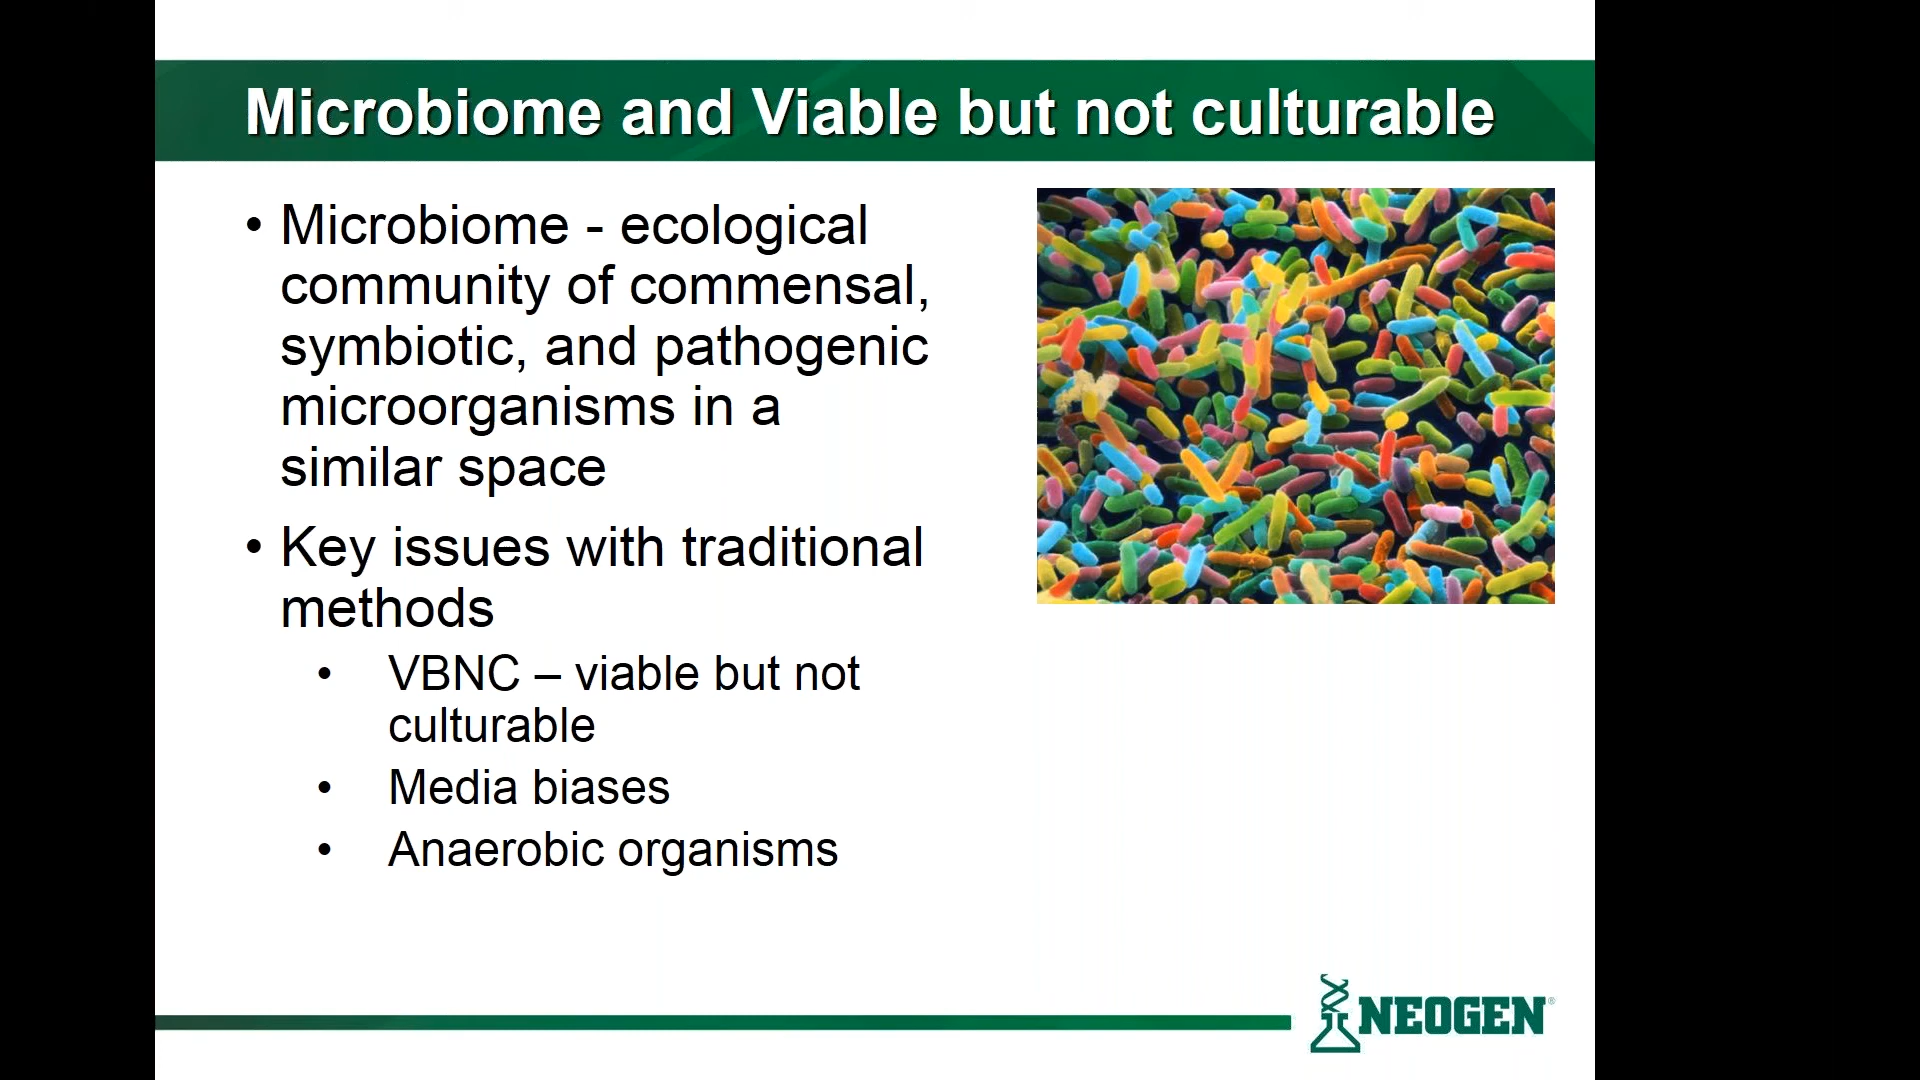 Microbiome and Viable but not culturable
• Microbiome - ecological
community of commensal,
symbiotic, and pathogenic
microorganisms in a
similar space
• Key issues with traditional
methods
• VBNC – viable but not
culturable
• Media biases
• Anaerobic organisms
NEOGEN®